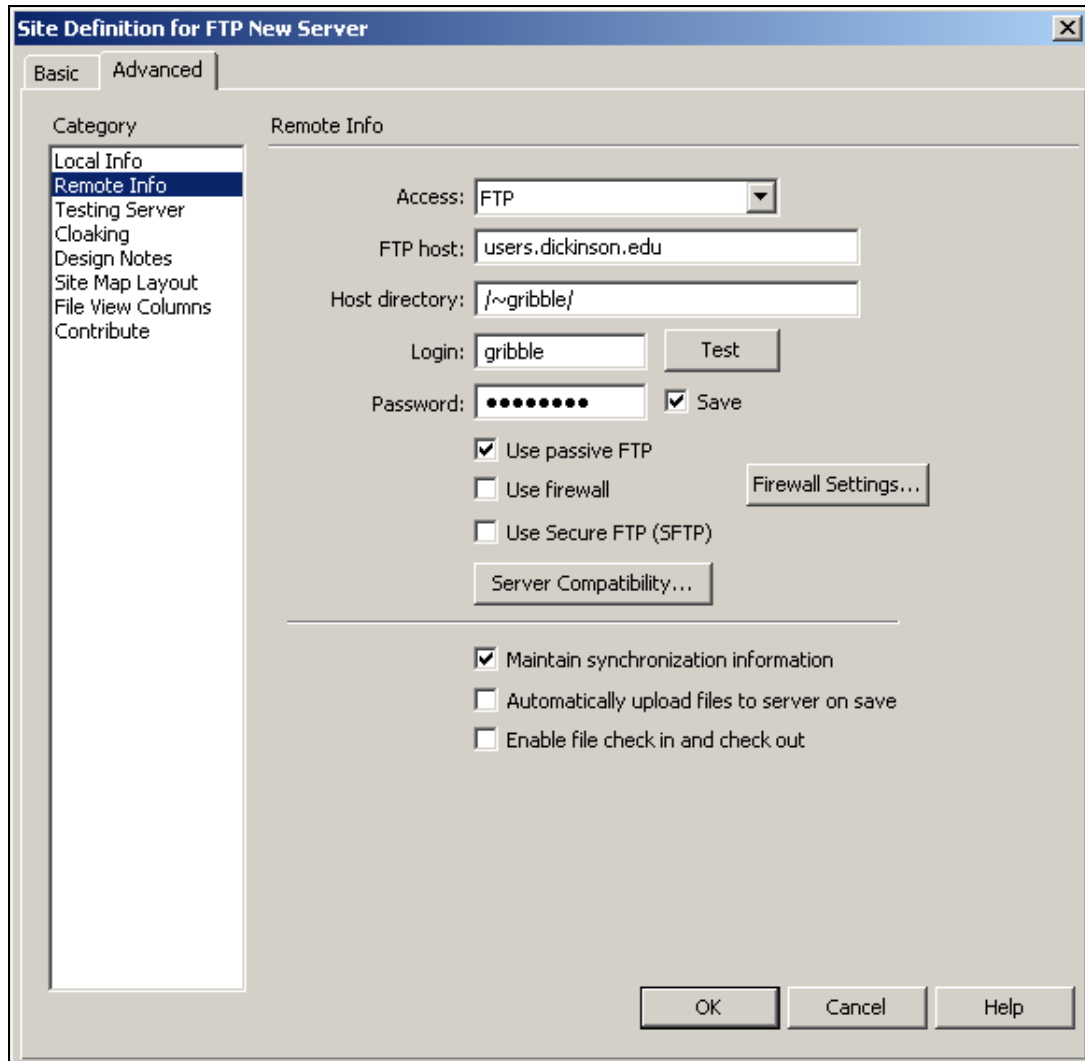 Site Definition for FTP New Server
Basic
Advanced
Category
Remote Info
Local Info
Remote Info
Testing Server
Cloaking
Design Notes
Site Map Layout
File View Columns
Contribute
Access: FTP
FTP host: users.dickinson.edu
Host directory: /~gribble/
Login: gribble Test
Password: ●●●●●●●● Save
Use passive FTP
Use firewall Firewall Settings...
Use Secure FTP (SFTP)
Server Compatibility...
Maintain synchronization information
Automatically upload files to server on save
Enable file check in and check out
OK Cancel Help